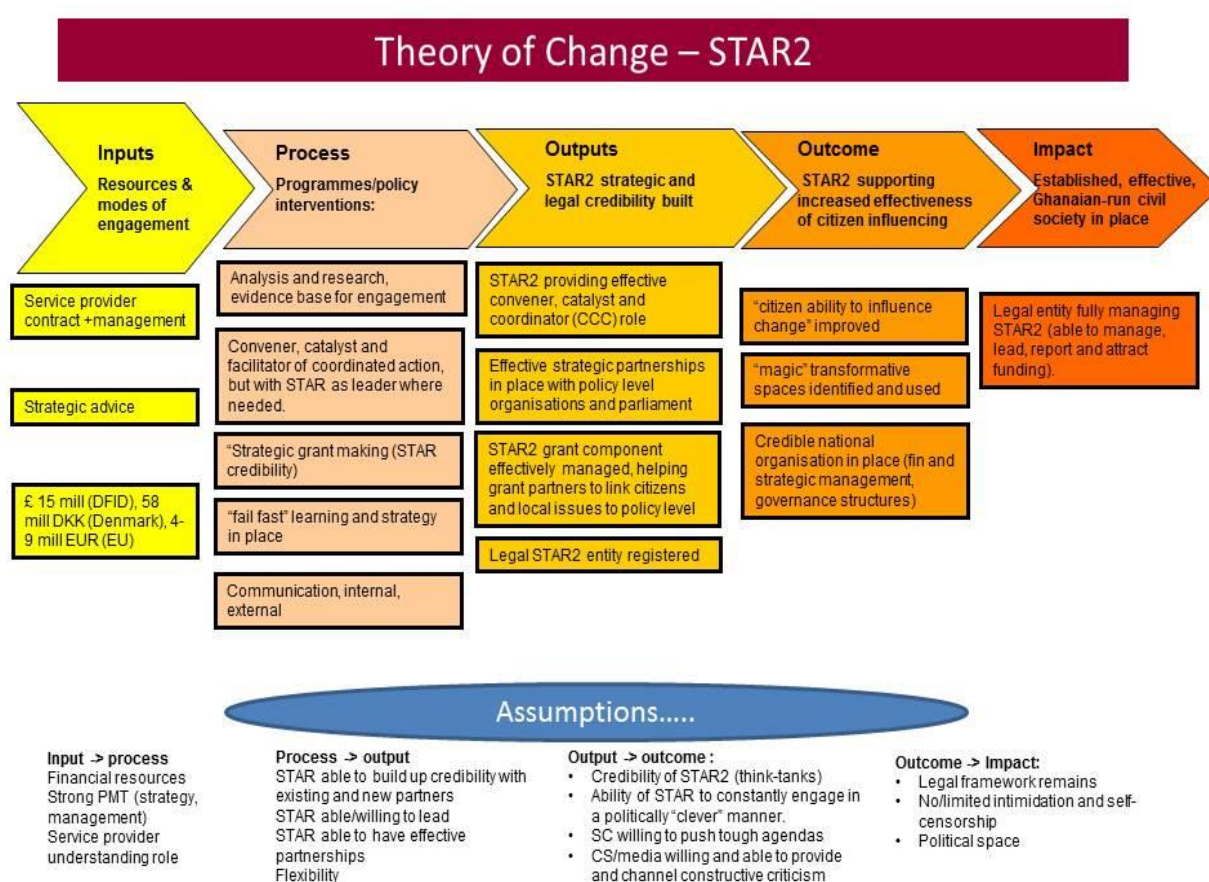 Theory of Change – STAR2
Inputs
Resources &
modes of
engagement
Process
Programmes/policy
interventions:
Outputs
STAR2 strategic and
legal credibility built
Outcome
STAR2 supporting
increased effectiveness
of citizen influencing
Impact
Established, effective,
Ghanaian-run civil
society in place
Service provider
contract +management
Strategic advice
£ 15 mill (DFID), 58
mill DKK (Denmark), 4-
9 mill EUR (EU)
Analysis and research,
evidence base for engagement
Convener, catalyst and
facilitator of coordinated action,
but with STAR as leader where
needed.
“Strategic grant making (STAR
credibility)
“fail fast” learning and strategy
in place
Communication, internal,
external
STAR2 providing effective
convener, catalyst and
coordinator (CCC) role
Effective strategic partnerships
in place with policy level
organisations and parliament
STAR2 grant component
effectively managed, helping
grant partners to link citizens
and local issues to policy level
Legal STAR2 entity registered
“citizen ability to influence
change” improved
“magic” transformative
spaces identified and used
Credible national
organisation in place (fin and
strategic management,
governance structures)
Legal entity fully managing
STAR2 (able to manage,
lead, report and attract
funding).
Assumptions.....
Input -> process
Financial resources
Strong PMT (strategy,
management)
Service provider
understanding role
Process -> output
STAR able to build up credibility with
existing and new partners
STAR able/willing to lead
STAR able to have effective
partnerships
Flexibility
Output -> outcome :
• Credibility of STAR2 (think-tanks)
• Ability of STAR to constantly engage in
a politically “clever” manner.
• SC willing to push tough agendas
• CS/media willing and able to provide
and channel constructive criticism
Outcome -> Impact:
• Legal framework remains
• No/limited intimidation and self-
censorship
• Political space